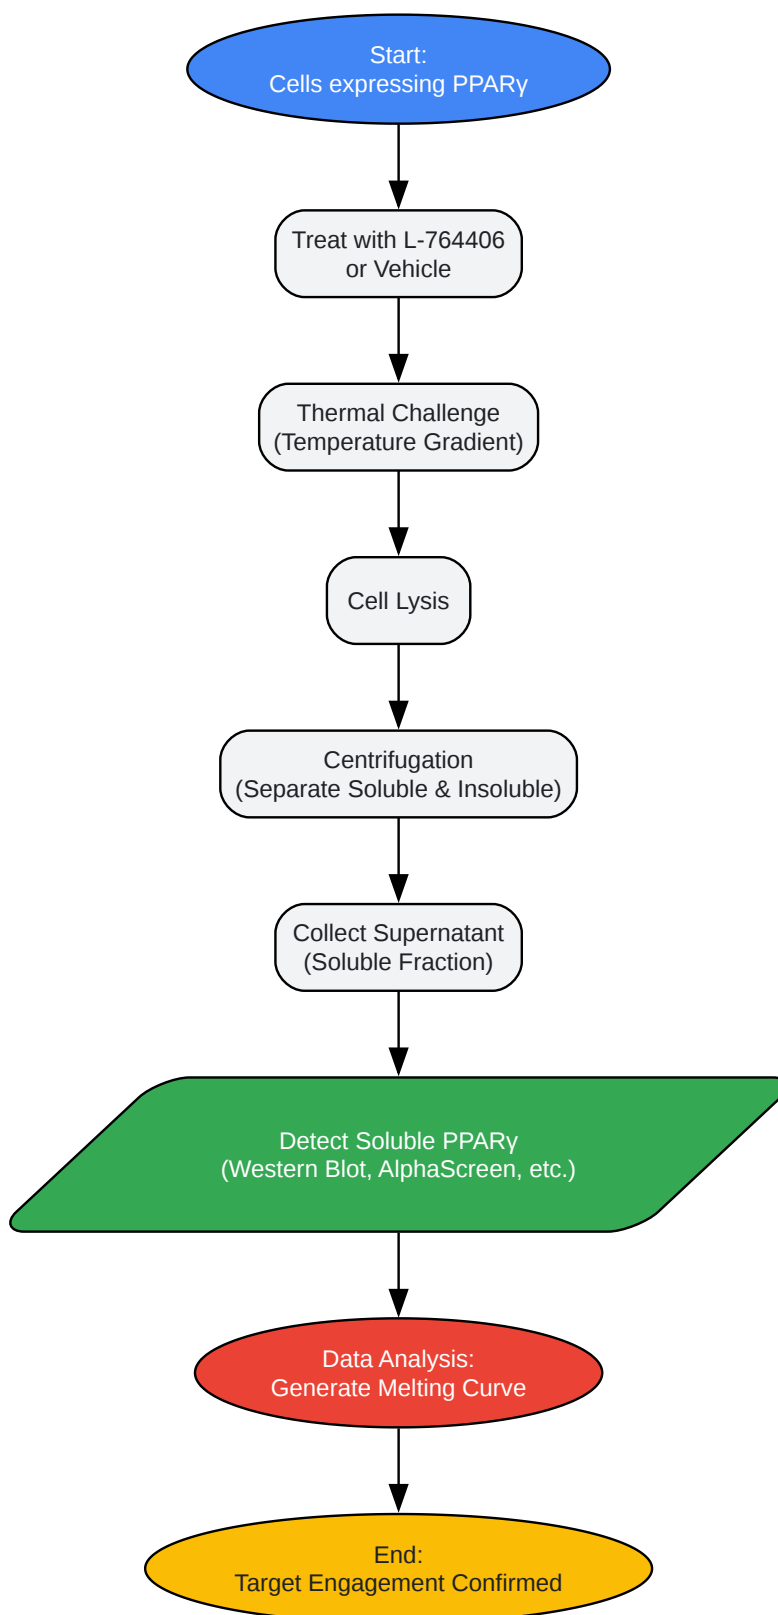 Start:
Cells expressing PPARγ
Treat with L-764406
or Vehicle
Thermal Challenge
(Temperature Gradient)
Cell Lysis
Centrifugation
(Separate Soluble & Insoluble)
Collect Supernatant
(Soluble Fraction)
Detect Soluble PPARγ
(Western Blot, AlphaScreen, etc.)
Data Analysis:
Generate Melting Curve
End:
Target Engagement Confirmed